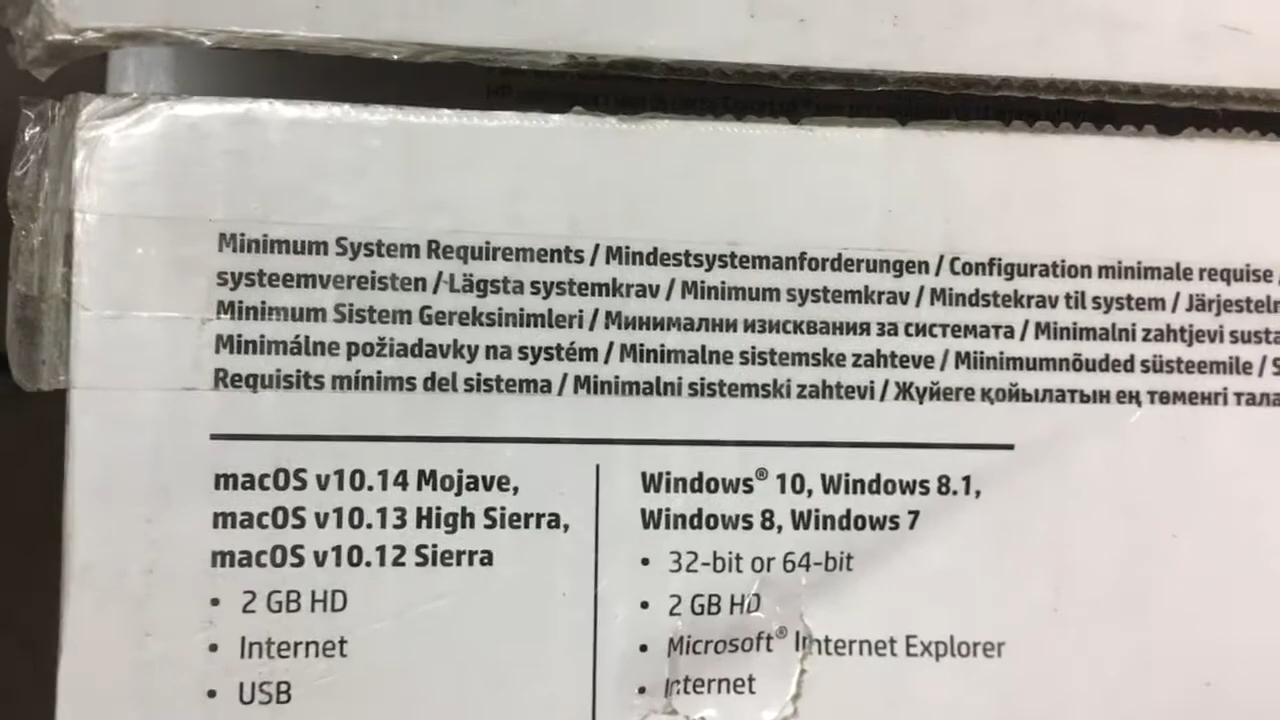 Minimum System Requirements / Mindestsystemanforderungen / Configuration minimale requise /
systeemvereisten / Lägsta systemkrav / Minimum systemkrav / Mindstekrav til system /
Minimum Sistem Gereksinimleri / Минимални изисквания за системата / Minimalni zahtjevi
Minimálne požiadavky na systém / Minimalne sistemske zahteve / Miinimumnõuded süsteemile /
Requisits mínims del sistema / Minimalni sistemski zahtevi / Жүйеге қойылатын ең төменгі
macOS v10.14 Mojave,
macOS v10.13 High Sierra,
macOS v10.12 Sierra
• 2 GB HD
• Internet
• USB
Windows® 10, Windows 8.1,
Windows 8, Windows 7
• 32-bit or 64-bit
• 2 GB HD
• Microsoft® Internet Explorer
• Internet